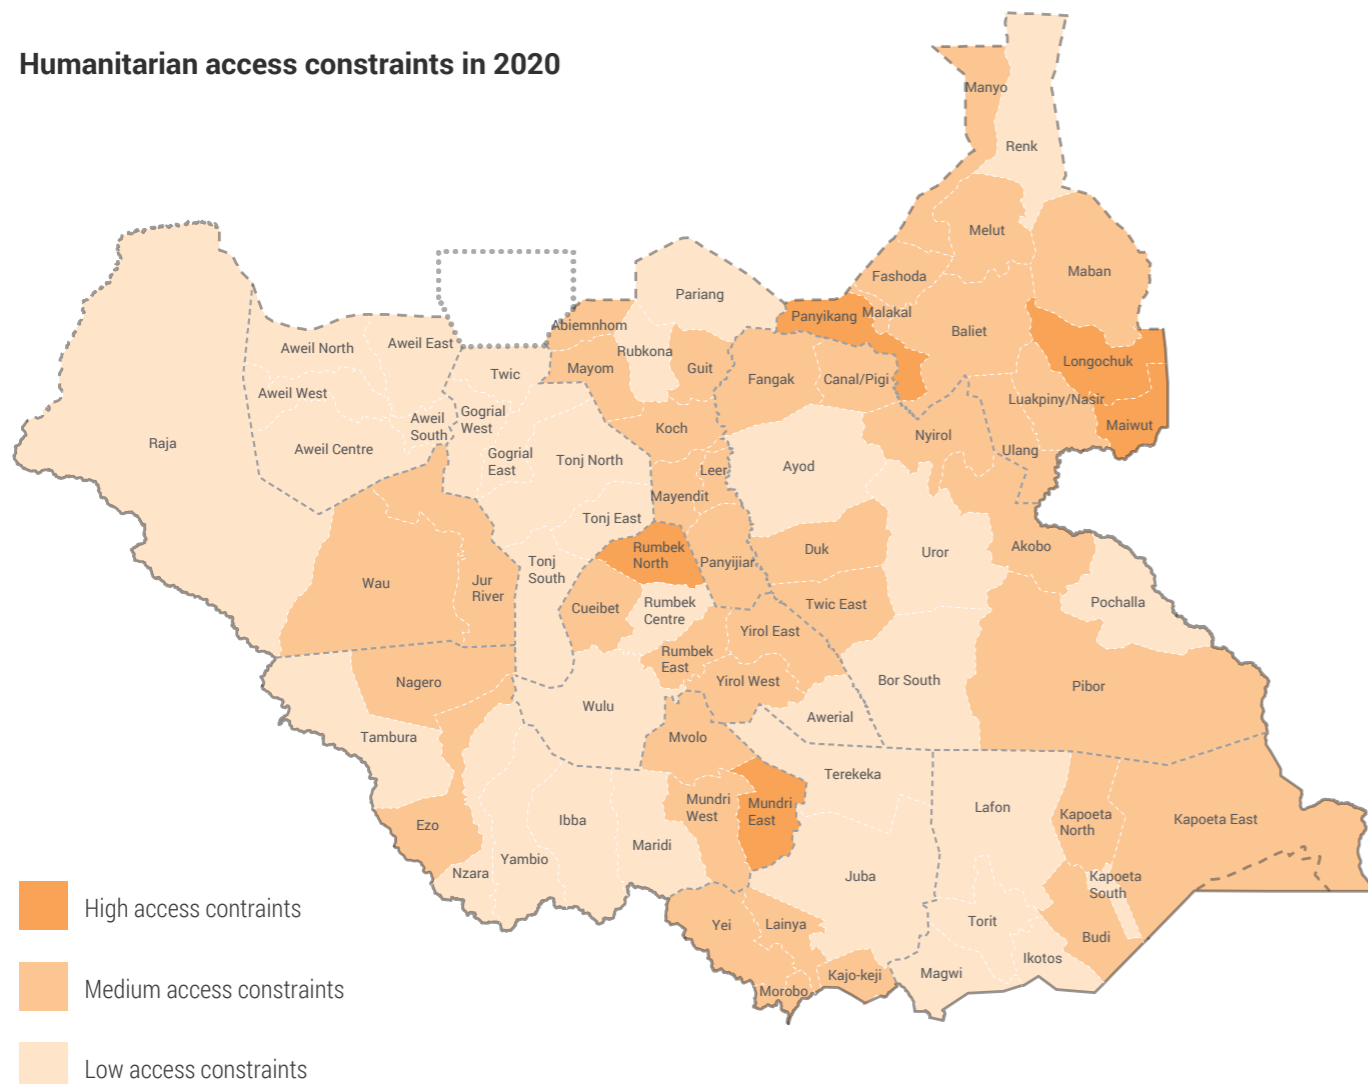 Humanitarian access constraints in 2020
Manyo
Renk
Melut
Maban
Fashoda
Pariang
Panyikang
Malakal
Baliet
Abiemnhom
Aweil East
Aweil North
Rubkona
Longochuk
Mayom
Guit
Twic
Fangak
Canal/Pigi
Aweil West
Luakpiny/Nasir
Gogrial
West
Aweil
South
Koch
Maiwut
Nyirol
Raja
Aweil Centre
Gogrial
East
Tonj North
Ulang
Leer
Ayod
Mayendit
Tonj East
Rumbek
North
Panyijiar
Duk
Uror
Akobo
Tonj
South
Wau
Jur
River
Cueibet
Rumbek
Centre
Twic East
Pochalla
Yirol East
Rumbek
East
Nagero
Yirol West
Bor South
Pibor
Wulu
Awerial
Tambura
Mvolo
Terekeka
Mundri
West
Mundri
East
Lafon
Kapoeta
North
Kapoeta East
Ezo
Ibba
Maridi
Yambio
Nzara
Juba
Kapoeta
South
Yei
Lainya
Torit
Budi
Ikotos
Magwi
Kajo-keji
Morobo
High access contraints
Medium access constraints
Low access constraints